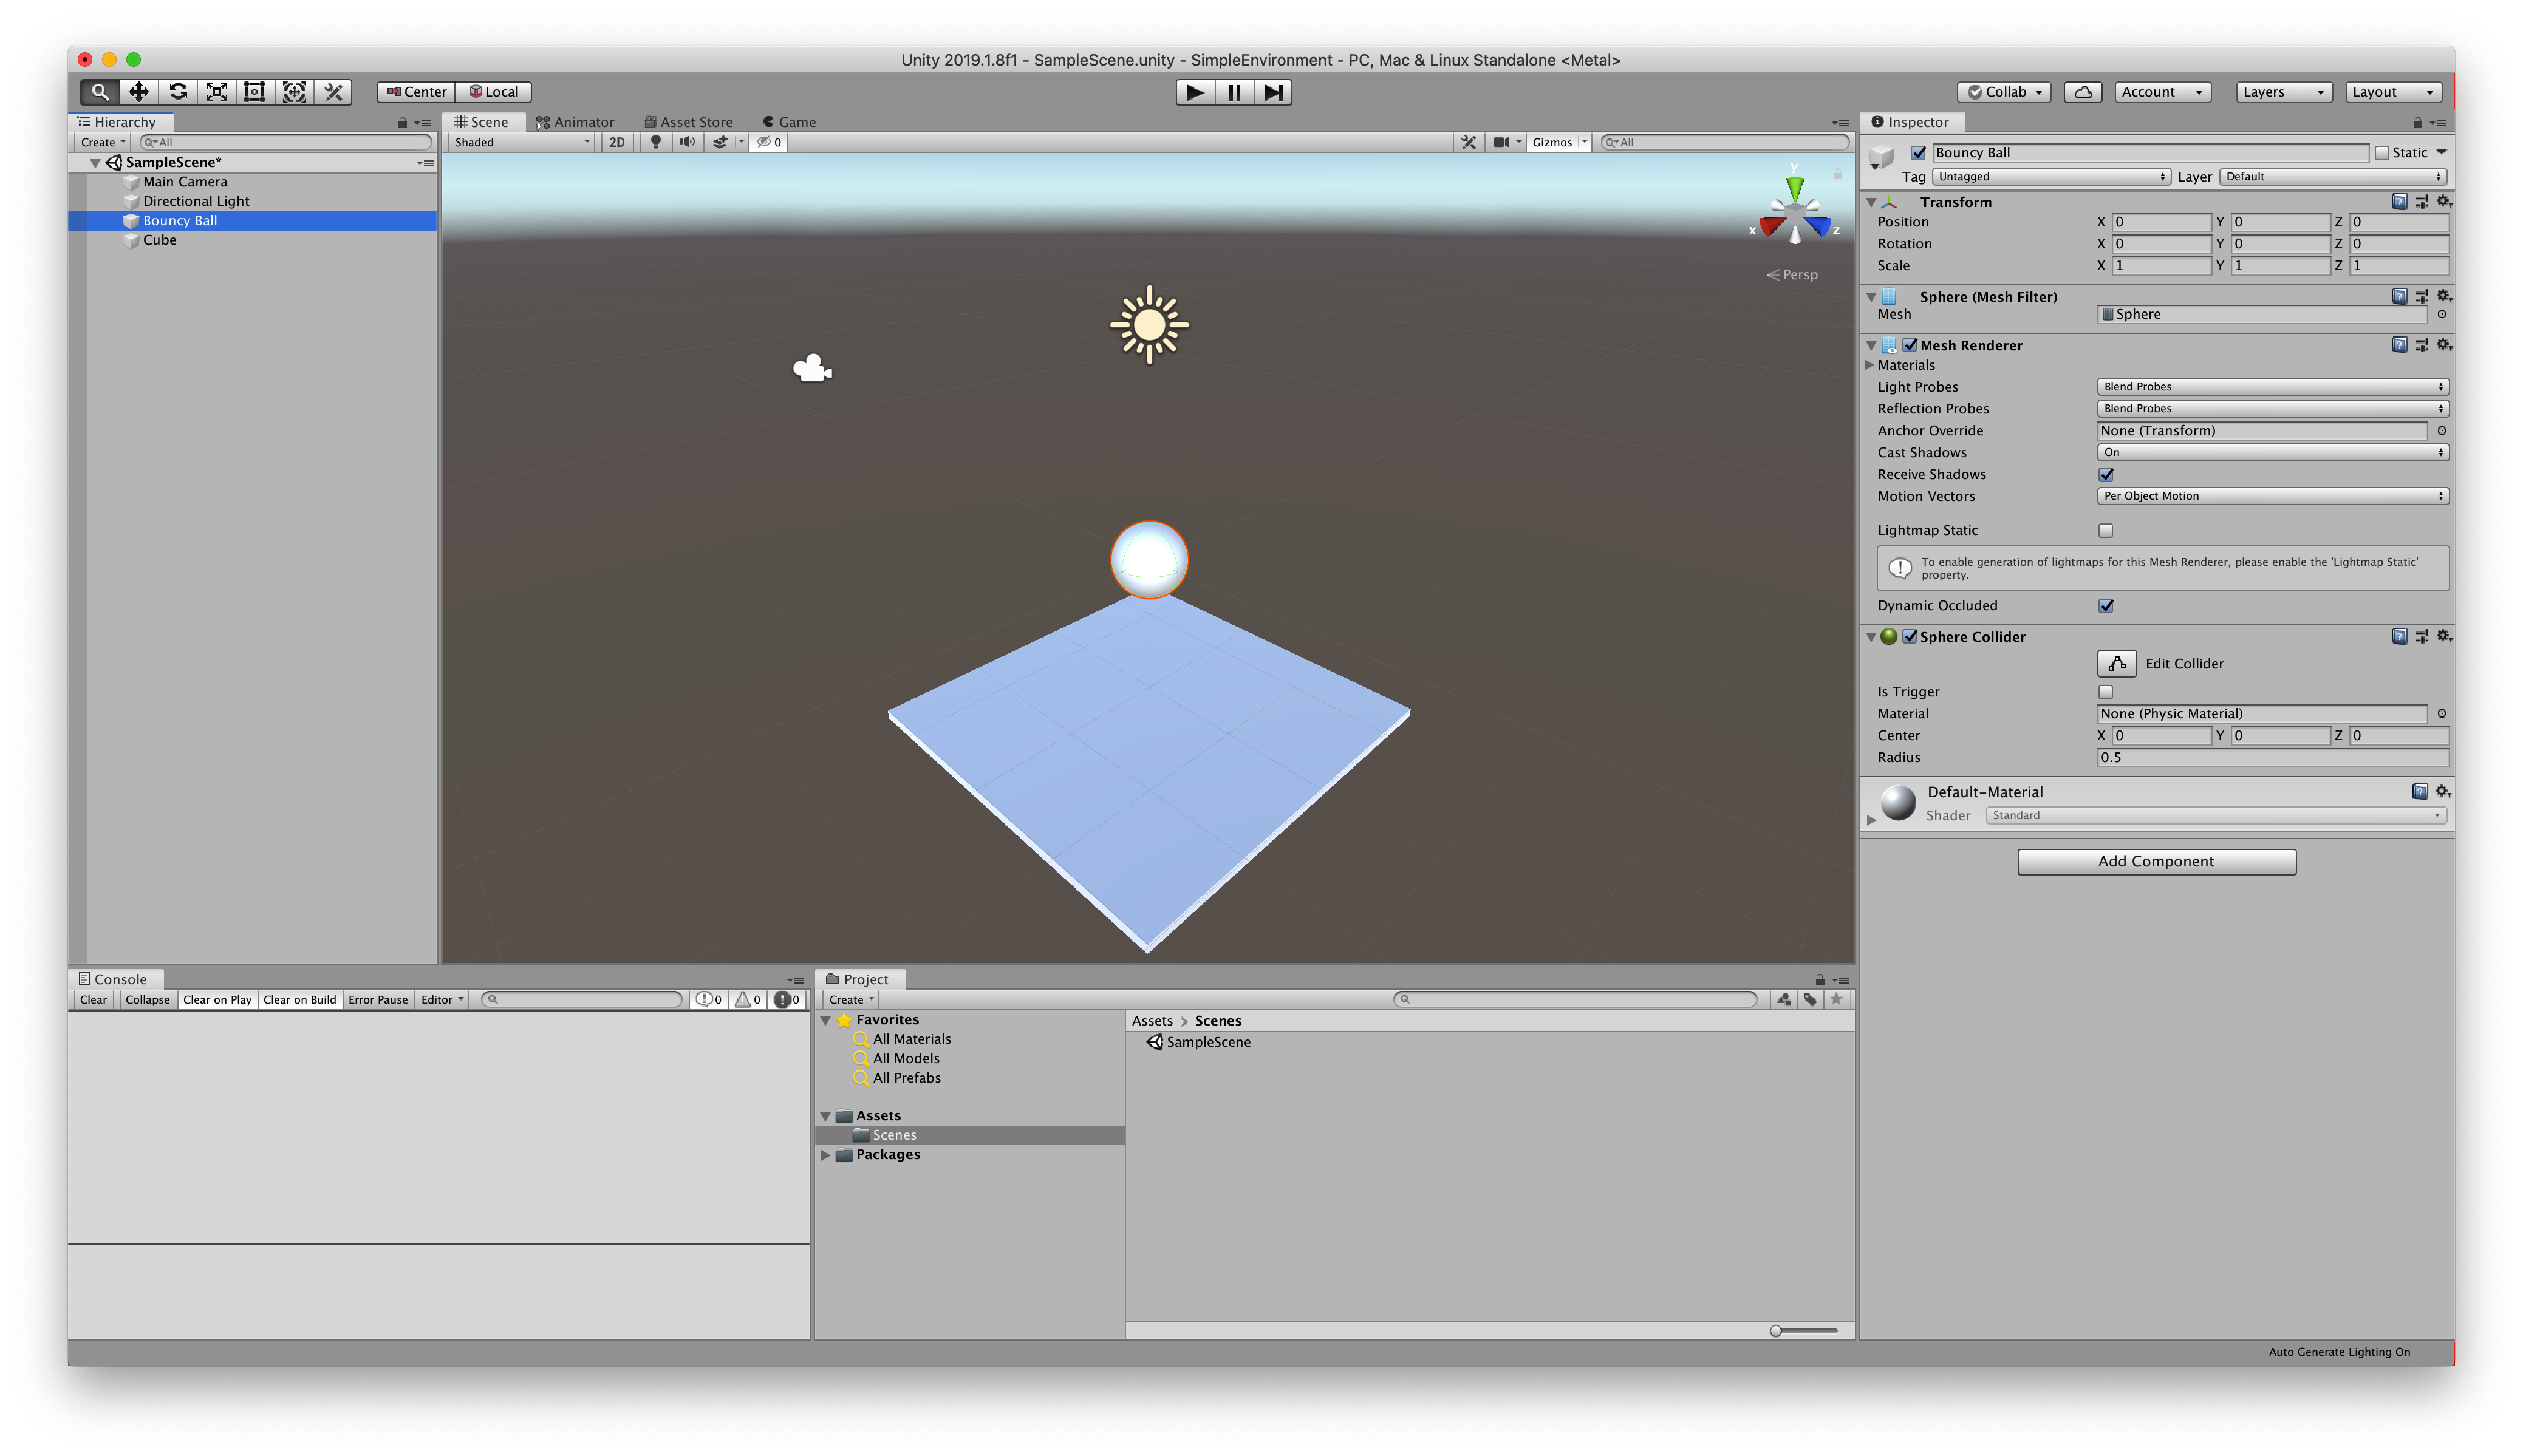 Unity 2019.1.8f1 - SampleScene.unity - SimpleEnvironment - PC, Mac & Linux Standalone <Metal>
Center Local
Collab Account Layers Layout
Hierarchy
Create All
SampleScene*
Main Camera
Directional Light
Bouncy Ball
Cube
Scene Animator Asset Store Game
Shaded 2D 0 Gizmos All
y
x z
Persp
Inspector
Bouncy Ball Static
Tag Untagged Layer Default
Transform
Position X 0 Y 0 Z 0
Rotation X 0 Y 0 Z 0
Scale X 1 Y 1 Z 1
Sphere (Mesh Filter)
Mesh Sphere
Mesh Renderer
Materials
Light Probes Blend Probes
Reflection Probes Blend Probes
Anchor Override None (Transform)
Cast Shadows On
Receive Shadows
Motion Vectors Per Object Motion
Lightmap Static
To enable generation of lightmaps for this Mesh Renderer, please enable the 'Lightmap Static'
property.
Dynamic Occluded
Sphere Collider
Edit Collider
Is Trigger
Material None (Physic Material)
Center X 0 Y 0 Z 0
Radius 0.5
Default-Material
Shader Standard
Add Component
Console
Clear Collapse Clear on Play Clear on Build Error Pause Editor 0 0 0
Project
Create
Favorites
All Materials
All Models
All Prefabs
Assets
Scenes
Packages
Assets > Scenes
SampleScene
Auto Generate Lighting On